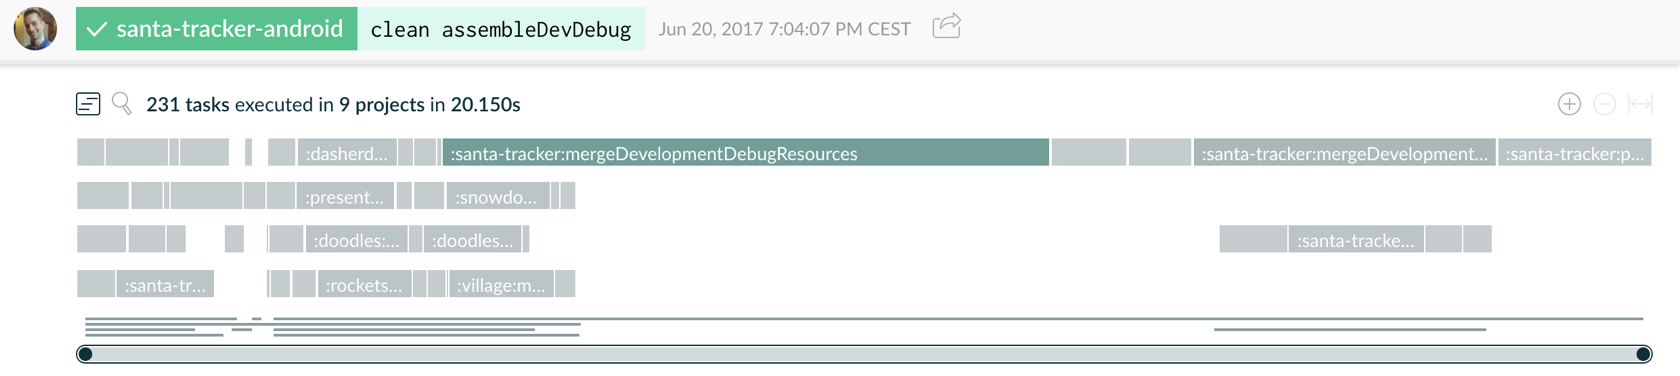 santa-tracker-android clean assembleDevDebug Jun 20, 2017 7:04:07 PM CEST
231 tasks executed in 9 projects in 20.150s
:dasherd... :santa-tracker:mergeDevelopmentDebugResources :santa-tracker:mergeDevelopment... :santa-tracker:p...
:present... :snowdo...
:doodles:... :doodles... :santa-tracke...
:santa-tr... :rockets... :village:m...